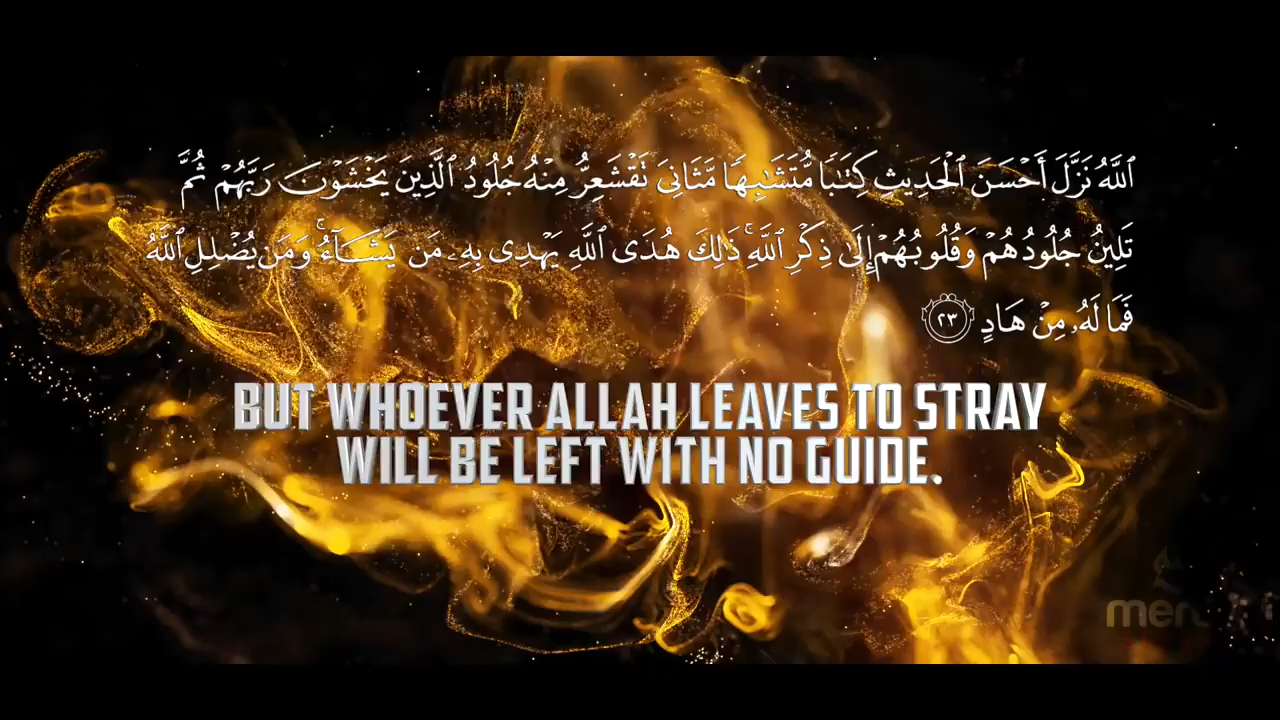 ٱللَّهُ نَزَّلَ أَحْسَنَ ٱلْحَدِيثِ كِتَٰبًا مُّتَشَٰبِهًا مَّثَانِىَ تَقْشَعِرُّ مِنْهُ جُلُودُ ٱلَّذِينَ يَخْشَوْنَ رَبَّهُمْ ثُمَّ
تَلِينُ جُلُودُهُمْ وَقُلُوبُهُمْ إِلَىٰ ذِكْرِ ٱللَّهِ ۚ ذَٰلِكَ هُدَى ٱللَّهِ يَهْدِى بِهِۦ مَن يَشَآءُ ۚ وَمَن يُضْلِلِ ٱللَّهُ
فَمَا لَهُۥ مِنْ هَادٍ ٢٣
BUT WHOEVER ALLAH LEAVES TO STRAY
WILL BE LEFT WITH NO GUIDE.